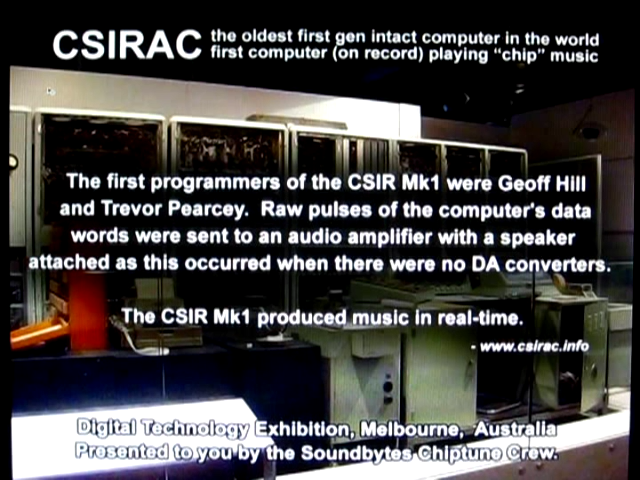 CSIRAC the oldest first gen intact computer in the world
first computer (on record) playing "chip" music
The first programmers of the CSIR Mk1 were Geoff Hill
and Trevor Pearcey. Raw pulses of the computer's data
words were sent to an audio amplifier with a speaker
attached as this occurred when there were no DA converters.
The CSIR Mk1 produced music in real-time.
- www.csirac.info
Digital Technology Exhibition, Melbourne, Australia
Presented to you by the Soundbytes Chiptune Crew.